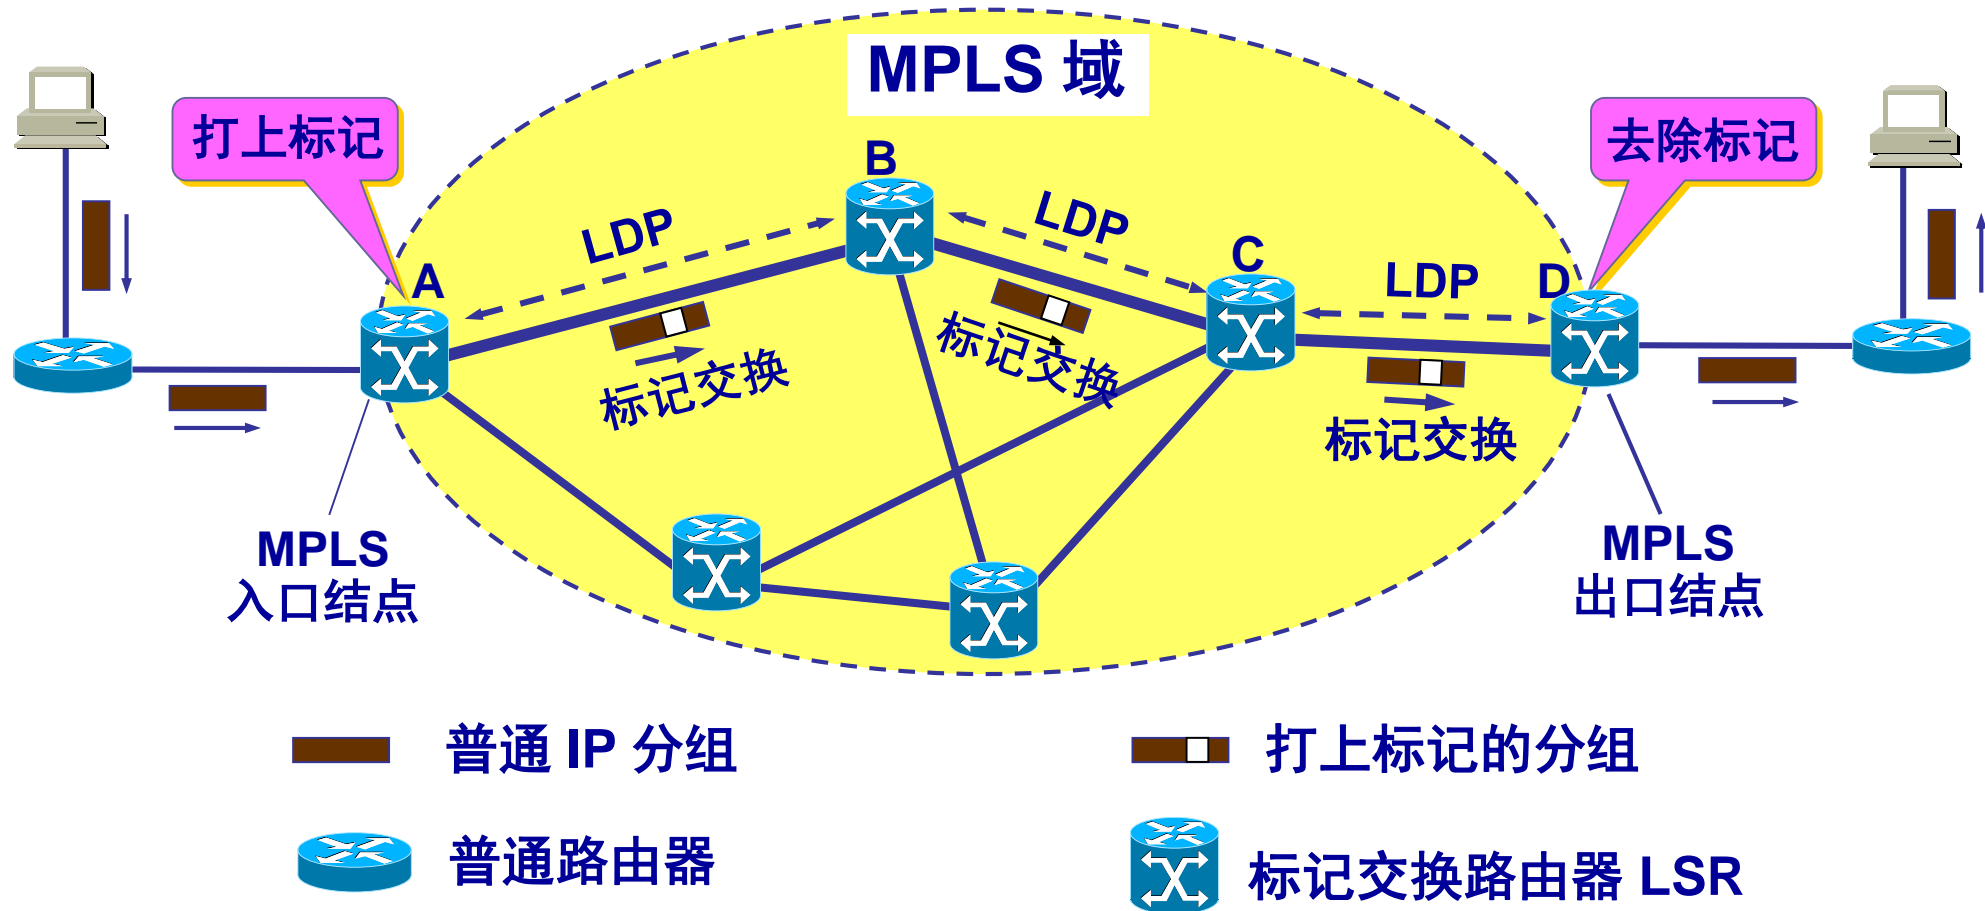 MPLS 域
打上标记
去除标记
B
LDP
LDP
C
A
LDP
D
标记交换
标记交换
标记交换
MPLS
入口结点
MPLS
出口结点
普通 IP 分组
打上标记的分组
普通路由器
标记交换路由器 LSR